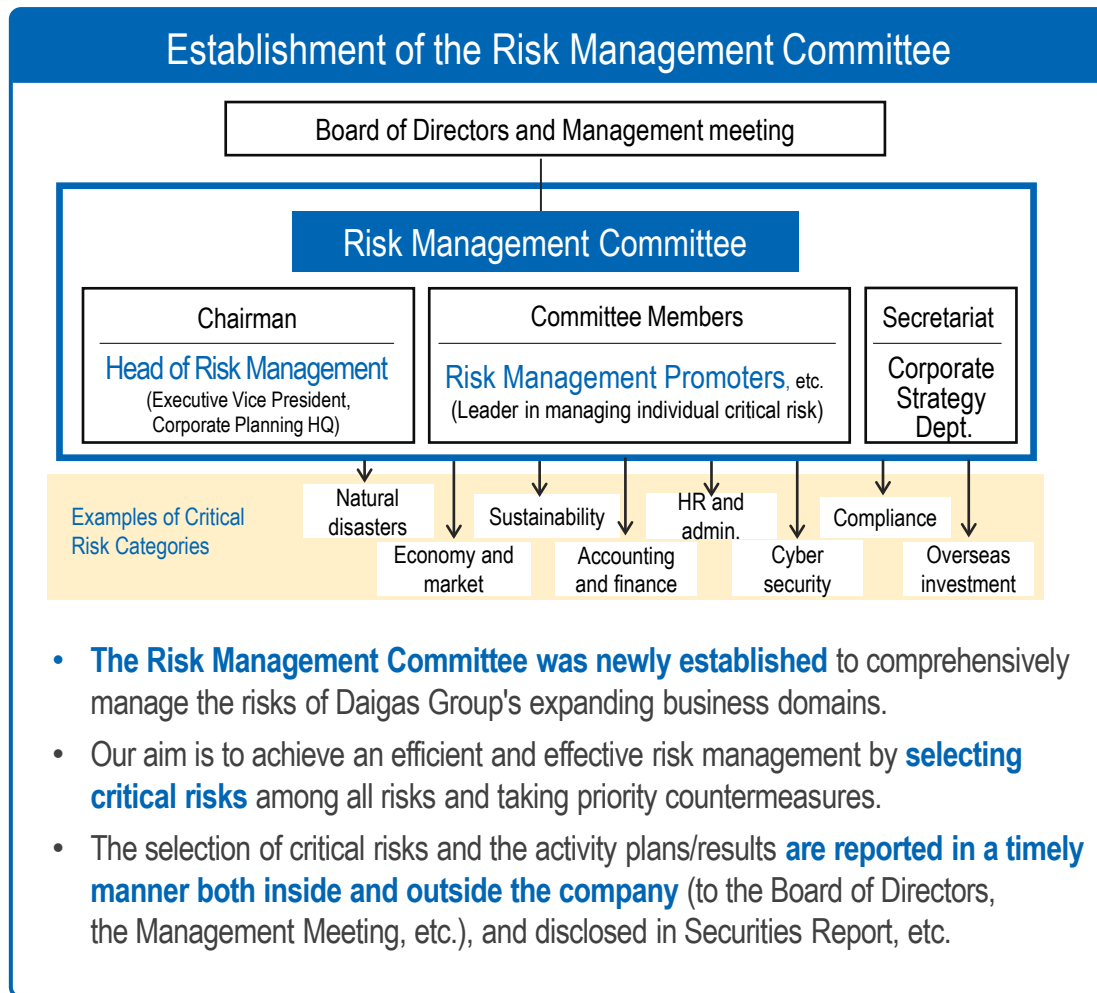 Establishment of the Risk Management Committee
Board of Directors and Management meeting
Risk Management Committee
Chairman
Head of Risk Management
(Executive Vice President,
Corporate Planning HQ)
Committee Members
Risk Management Promoters, etc.
(Leader in managing individual critical risk)
Secretariat
Corporate
Strategy
Dept.
Examples of Critical
Risk Categories
Natural
disasters
Economy and
market
Sustainability
Accounting
and finance
HR and
admin.
Cyber
security
Compliance
Overseas
investment
• The Risk Management Committee was newly established to comprehensively
manage the risks of Daigas Group's expanding business domains.
• Our aim is to achieve an efficient and effective risk management by selecting
critical risks among all risks and taking priority countermeasures.
• The selection of critical risks and the activity plans/results are reported in a timely
manner both inside and outside the company (to the Board of Directors,
the Management Meeting, etc.), and disclosed in Securities Report, etc.